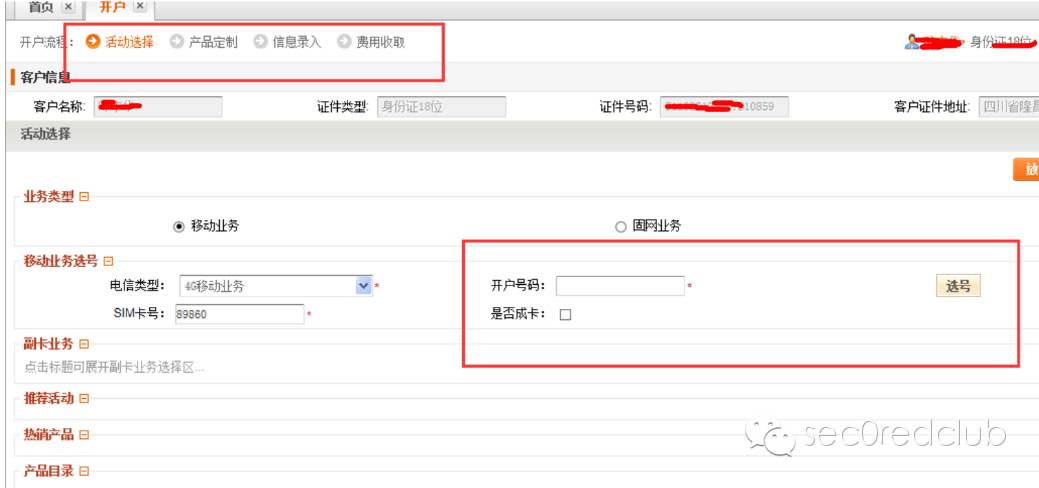 首页 开户
开户流程： 活动选择 产品定制 信息录入 费用收取 身份证18位
客户信息
客户名称: 证件类型: 身份证18位 证件号码: 10859 客户证件地址: 四川省隆昌
活动选择
放
业务类型
移动业务 固网业务
移动业务选号
电信类型： 4G移动业务 * 开户号码： * 选号
SIM卡号： 89860 * 是否成卡：
副卡业务
点击标题可展开副卡业务选择区...
推荐活动
热销产品
产品目录
sec0redclub